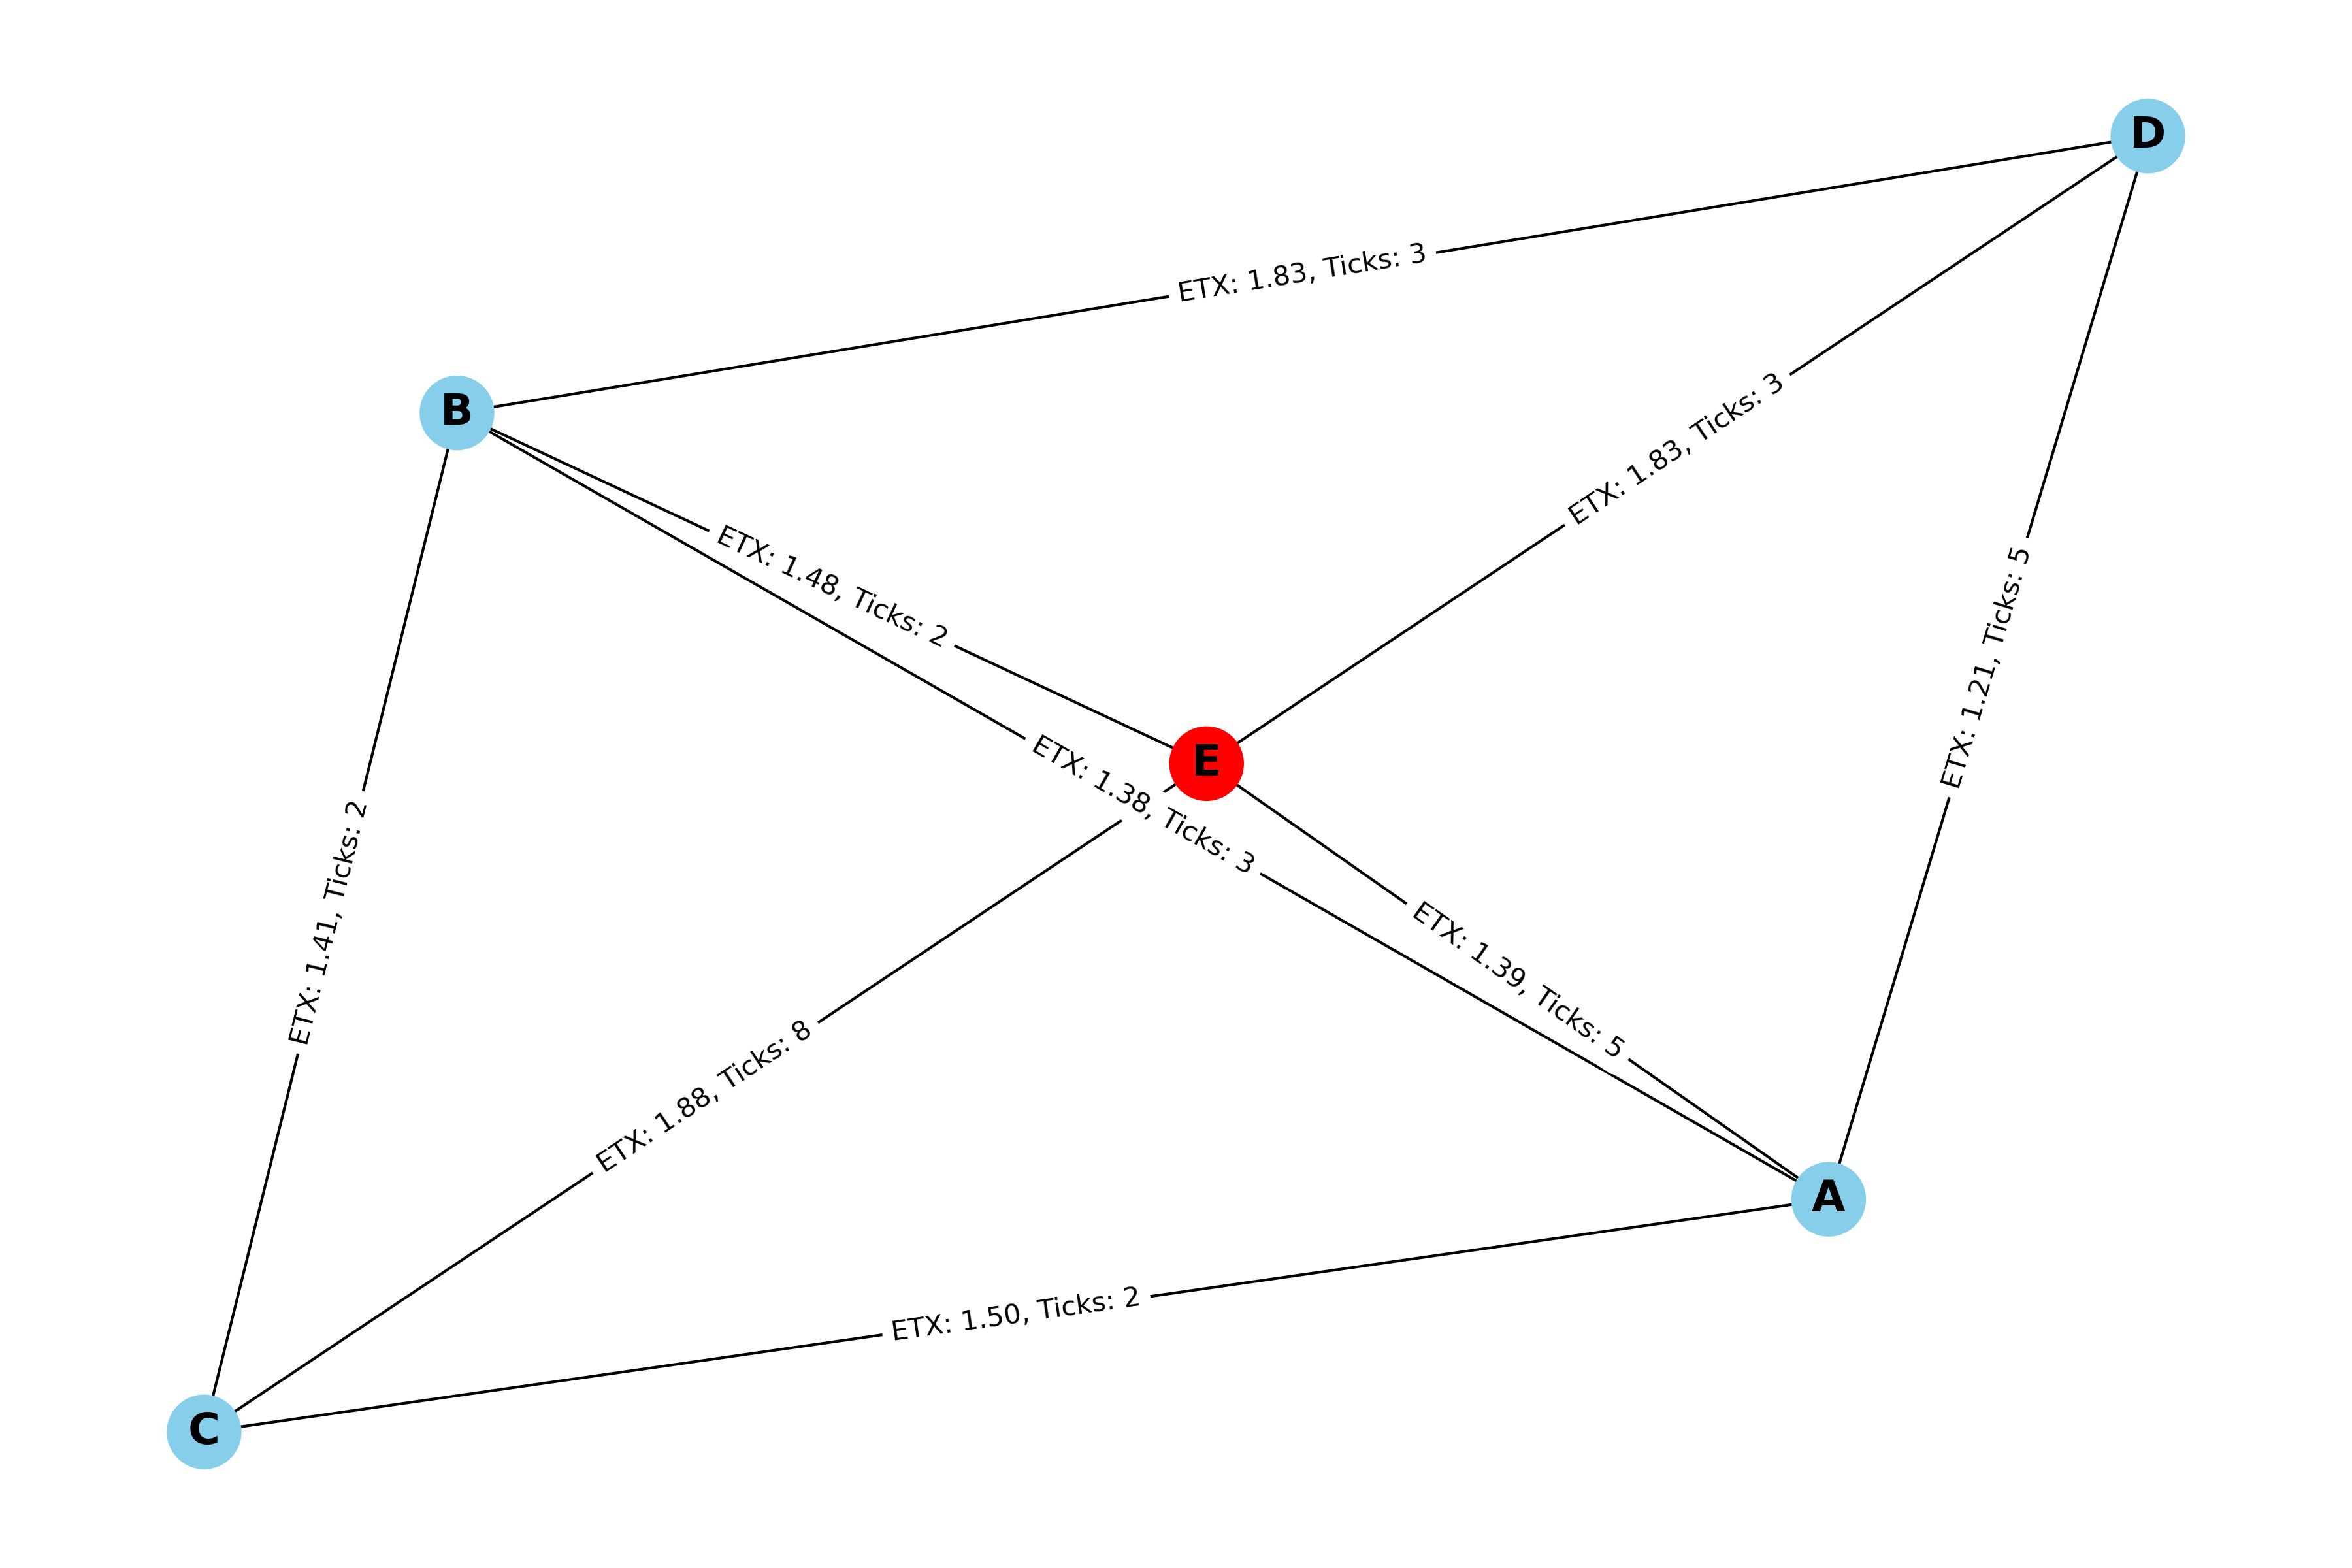 D
ETX: 1.83, Ticks: 3
B
ETX: 1.83, Ticks: 3
ETX: 1.48, Ticks: 2
ETX: 1.21, Ticks: 5
E
ETX: 1.38, Ticks: 3
ETX: 1.41, Ticks: 2
ETX: 1.39, Ticks: 5
ETX: 1.88, Ticks: 8
A
ETX: 1.50, Ticks: 2
C